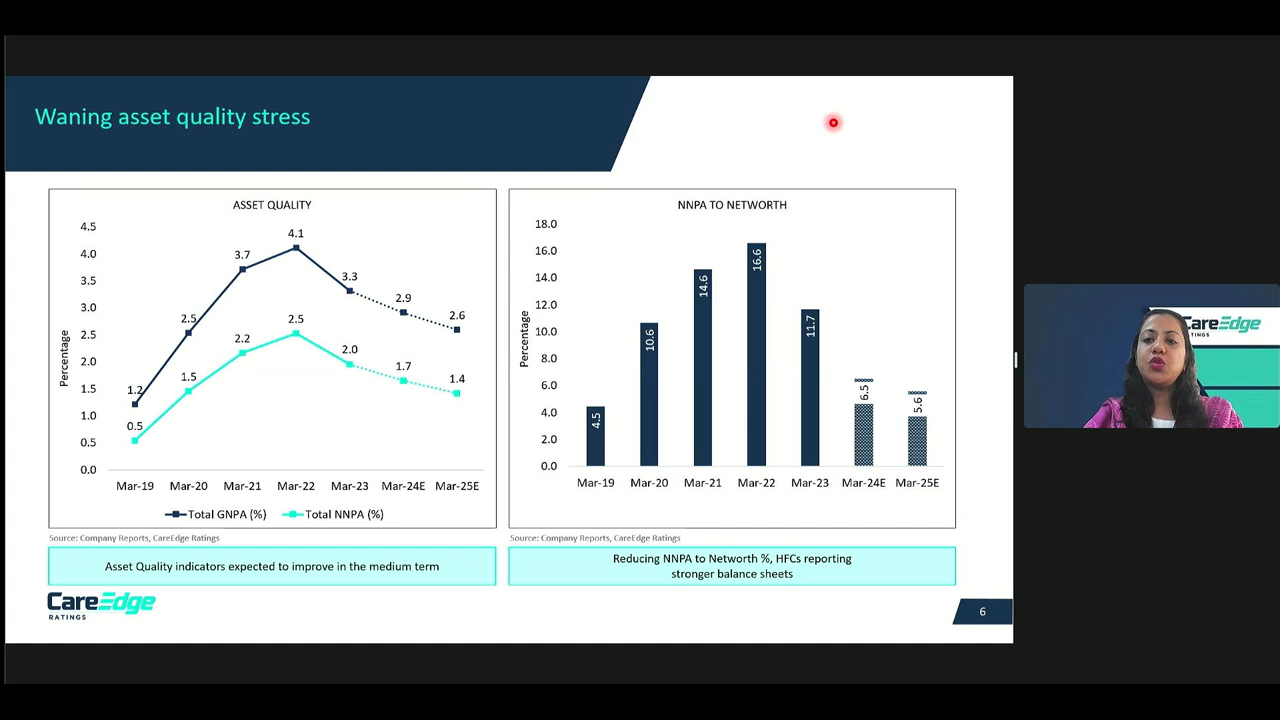 Waning asset quality stress
ASSET QUALITY
Percentage
4.5
4.0
3.5
3.0
2.5
2.0
1.5
1.0
0.5
0.0
1.2
2.5
3.7
4.1
3.3
2.9
2.6
0.5
1.5
2.2
2.5
2.0
1.7
1.4
Mar-19 Mar-20 Mar-21 Mar-22 Mar-23 Mar-24E Mar-25E
Total GNPA (%) Total NNPA (%)
Source: Company Reports, CareEdge Ratings
Asset Quality indicators expected to improve in the medium term
NNPA TO NETWORTH
Percentage
18.0
16.0
14.0
12.0
10.0
8.0
6.0
4.0
2.0
0.0
4.5
10.6
14.6
16.6
11.7
6.5
5.6
Mar-19 Mar-20 Mar-21 Mar-22 Mar-23 Mar-24E Mar-25E
Source: Company Reports, CareEdge Ratings
Reducing NNPA to Networth %, HFCs reporting
stronger balance sheets
CareEdge
RATINGS
6
CareEdge
RATINGS